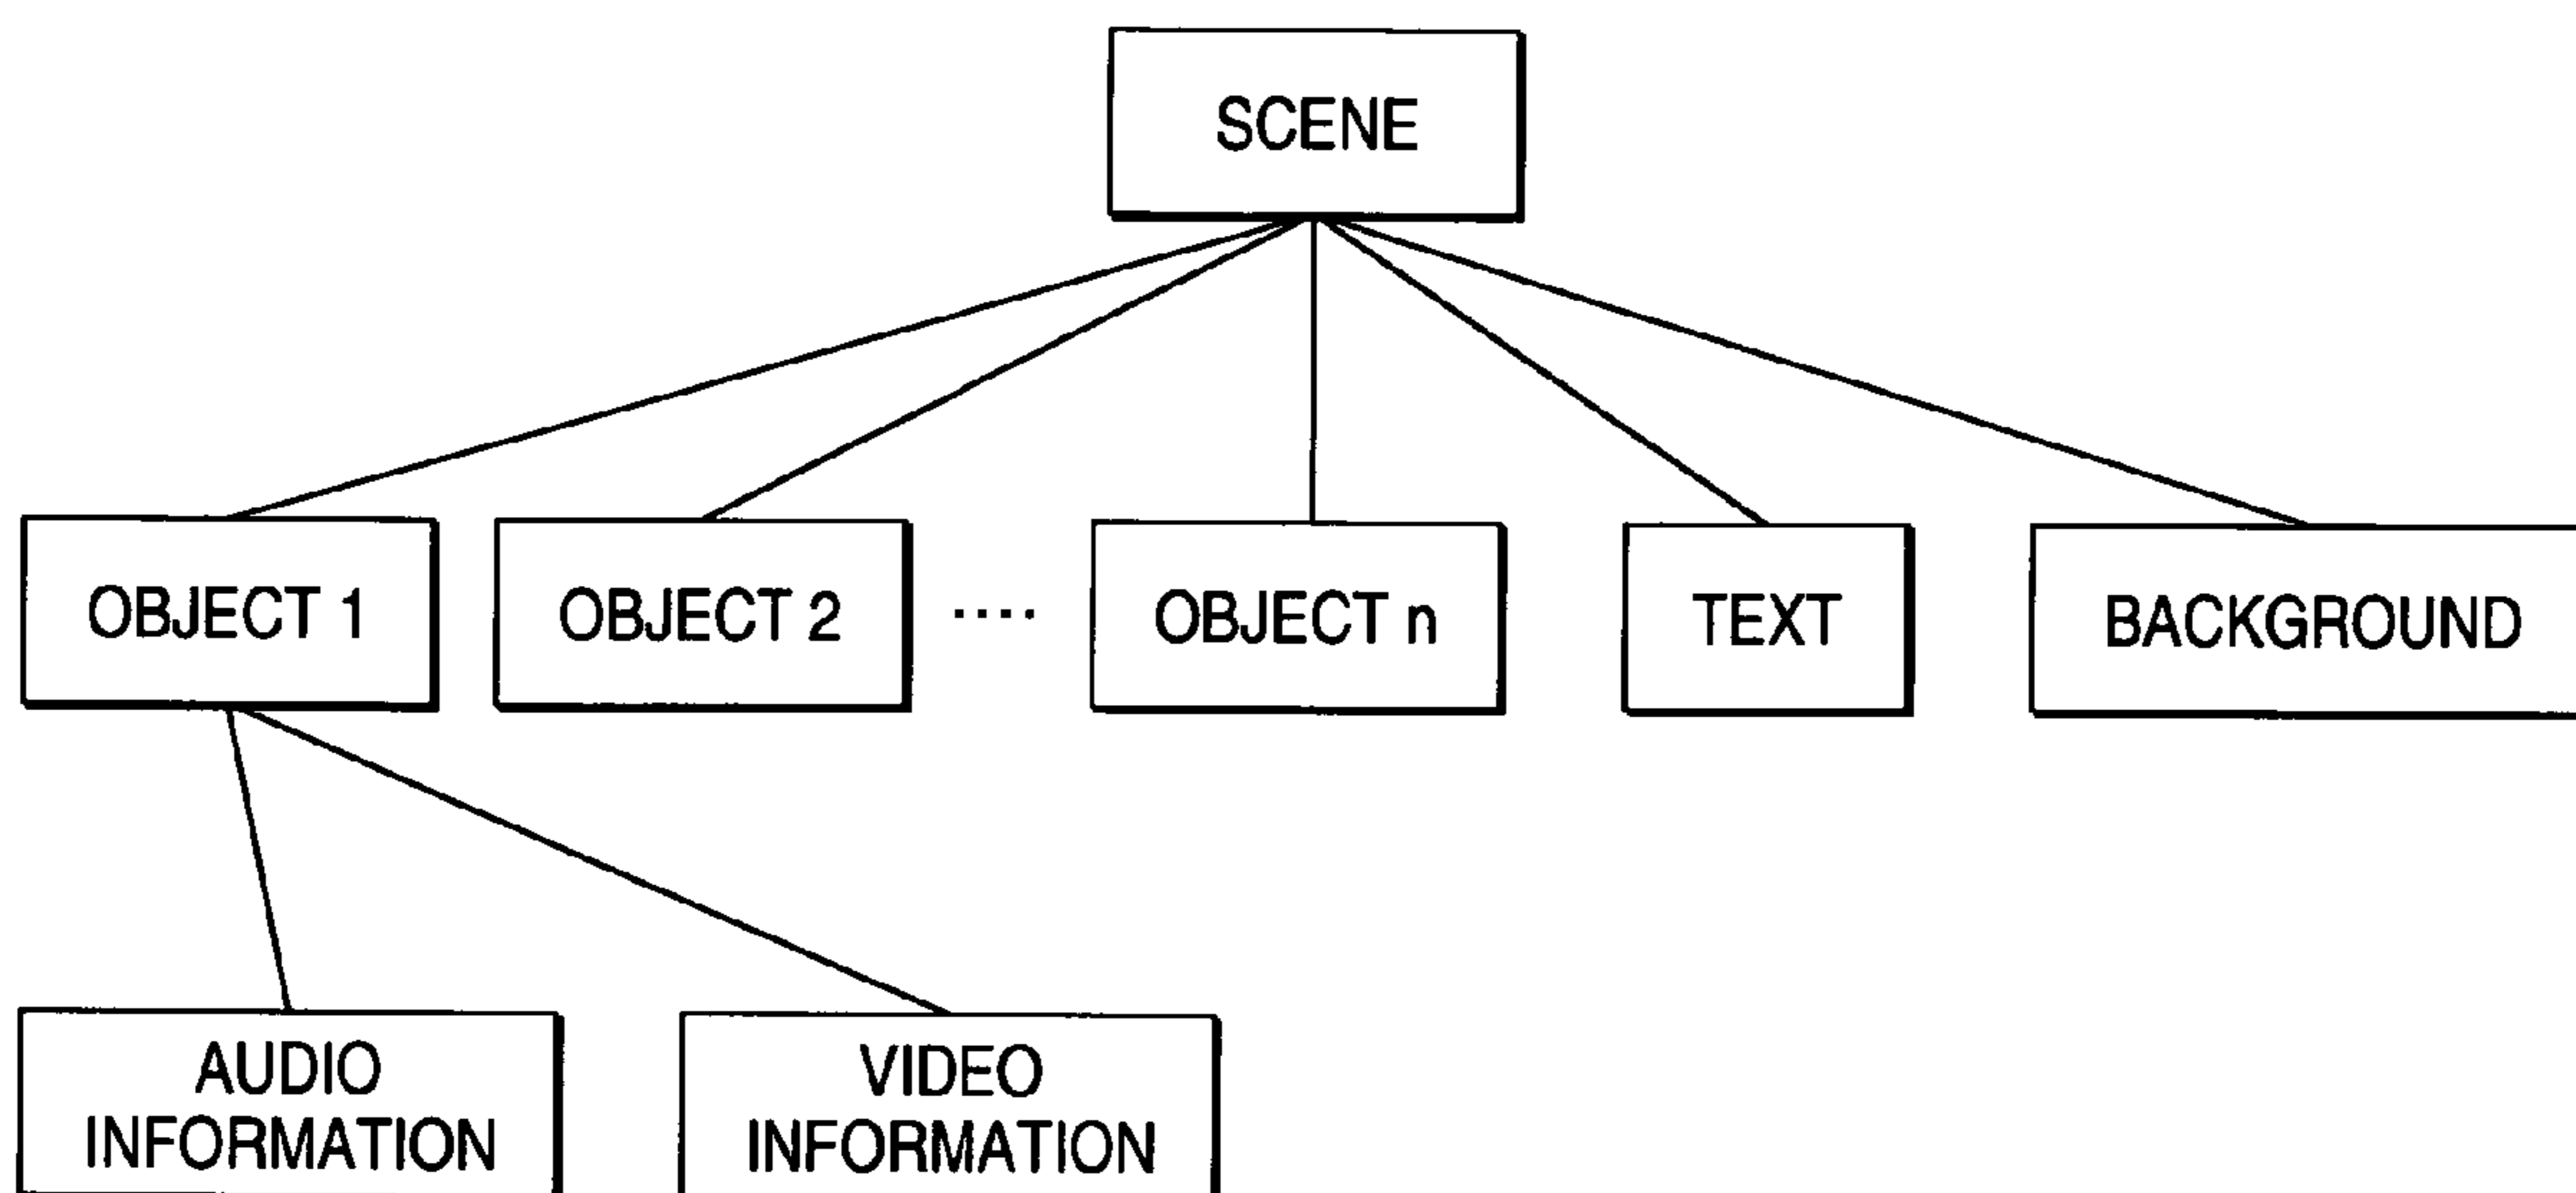 SCENE
OBJECT 1
OBJECT 2
....
OBJECT n
TEXT
BACKGROUND
AUDIO
INFORMATION
VIDEO
INFORMATION